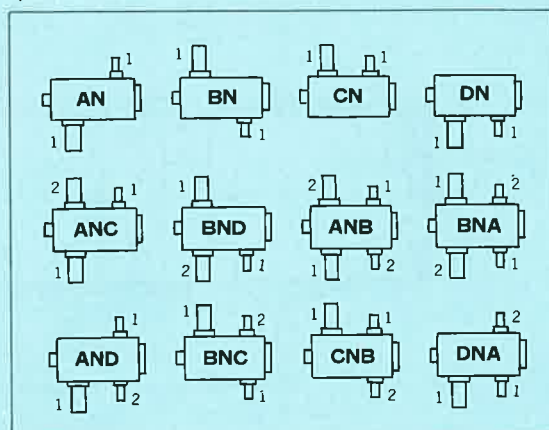 1 1 1 1
AN BN CN DN
1 1 1 1
2 1 1 2 1 1 2
ANC BND ANB BNA
1 2 1 1 2 2 1
1 1 2 1 1 2
AND BNC CNB DNA
1 2 1 2 1 1